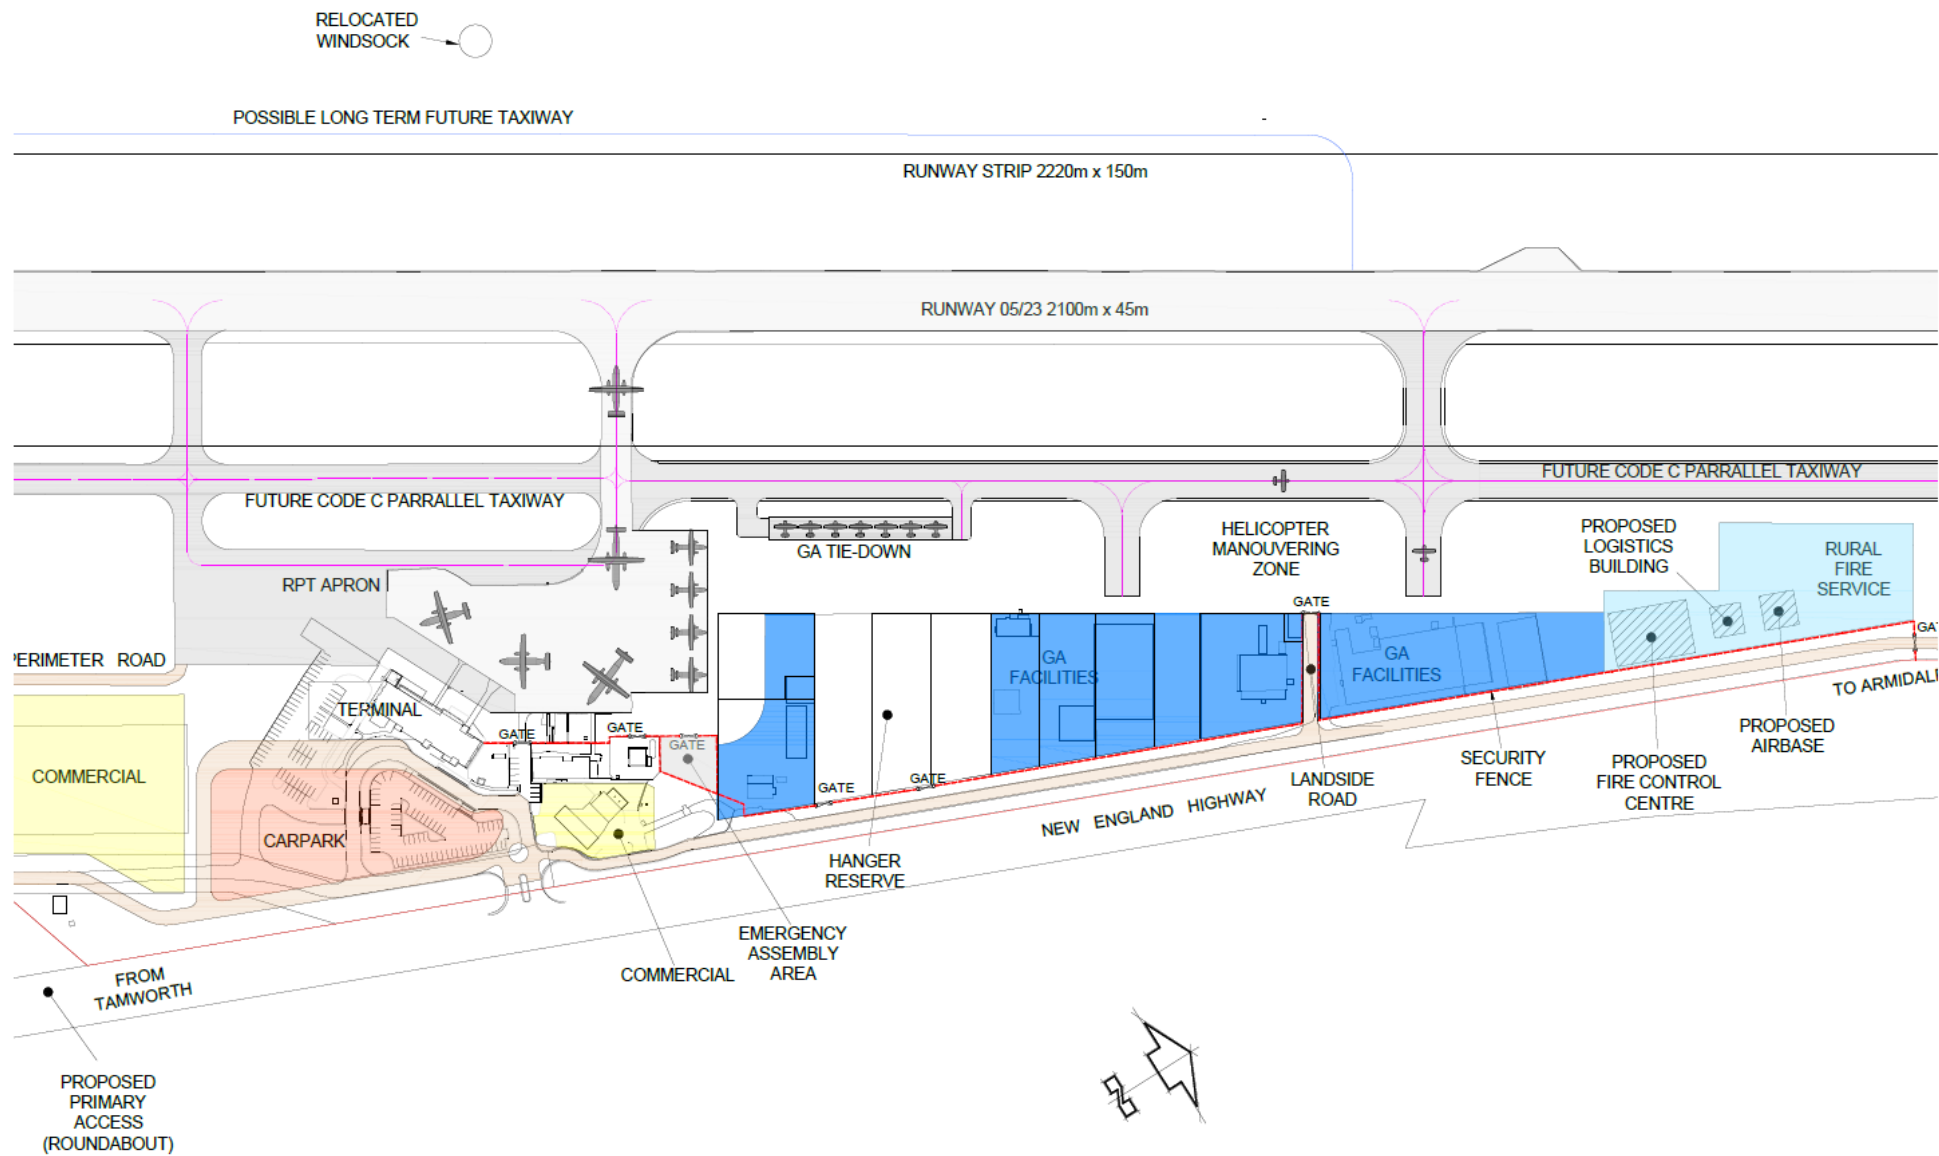 RELOCATED
WINDSOCK
POSSIBLE LONG TERM FUTURE TAXIWAY
RUNWAY STRIP 2220m x 150m
RUNWAY 05/23 2100m x 45m
FUTURE CODE C PARRALLEL TAXIWAY
FUTURE CODE C PARRALLEL TAXIWAY
HELICOPTER
MANOUVERING
ZONE
PROPOSED
LOGISTICS
BUILDING
RURAL
FIRE
SERVICE
GA TIE-DOWN
RPT APRON
GATE
GAT
PERIMETER ROAD
GA
FACILITIES
GA
FACILITIES
TO ARMIDALE
TERMINAL
GATE
GATE
GATE
PROPOSED
AIRBASE
COMMERCIAL
SECURITY
FENCE
PROPOSED
FIRE CONTROL
CENTRE
LANDSIDE
ROAD
GATE
GATE
NEW ENGLAND HIGHWAY
CARPARK
HANGER
RESERVE
EMERGENCY
ASSEMBLY
AREA
COMMERCIAL
FROM
TAMWORTH
PROPOSED
PRIMARY
ACCESS
(ROUNDABOUT)
N